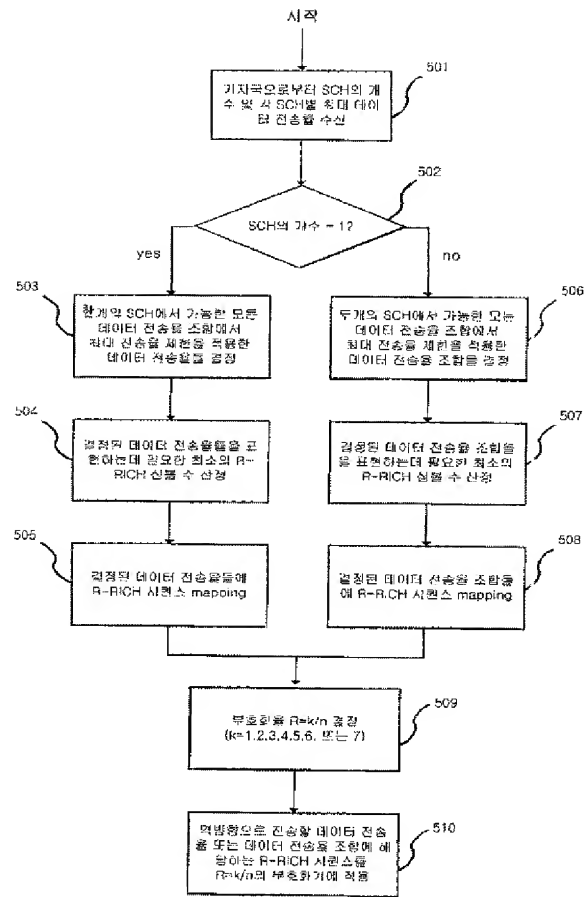 시작
501
기지국으로부터 SCH의 개
수 및 각 SCH별 최대 데이
터 전송율 수신
502
SCH의 개수 = 1?
yes
no
503
한개의 SCH에서 가능한 모든
데이터 전송율 조합에서
최대 전송율 제한을 적용한
데이터 전송율들 결정
506
두개의 SCH에서 가능한 모든
데이터 전송율 조합에서
최대 전송율 제한을 적용한
데이터 전송율 조합들 결정
504
결정된 데이터 전송율들을 표
현하는데 필요한 최소의 R-
RICH 심볼 수 산정
507
결정된 데이터 전송율 조합들
을 표현하는데 필요한 최소의
R-RICH 심볼 수 산정
505
결정된 데이터 전송율들에
R-RICH 시퀀스 mapping
508
결정된 데이터 전송율 조합들
에 R-RICH 시퀀스 mapping
509
부호화율 R=k/n 결정
(k=1,2,3,4,5,6, 또는 7)
510
역방향으로 전송할 데이터 전송
율 또는 데이터 전송율 조합에 해
당하는 R-RICH 시퀀스를
R=k/n의 부호화기에 적용